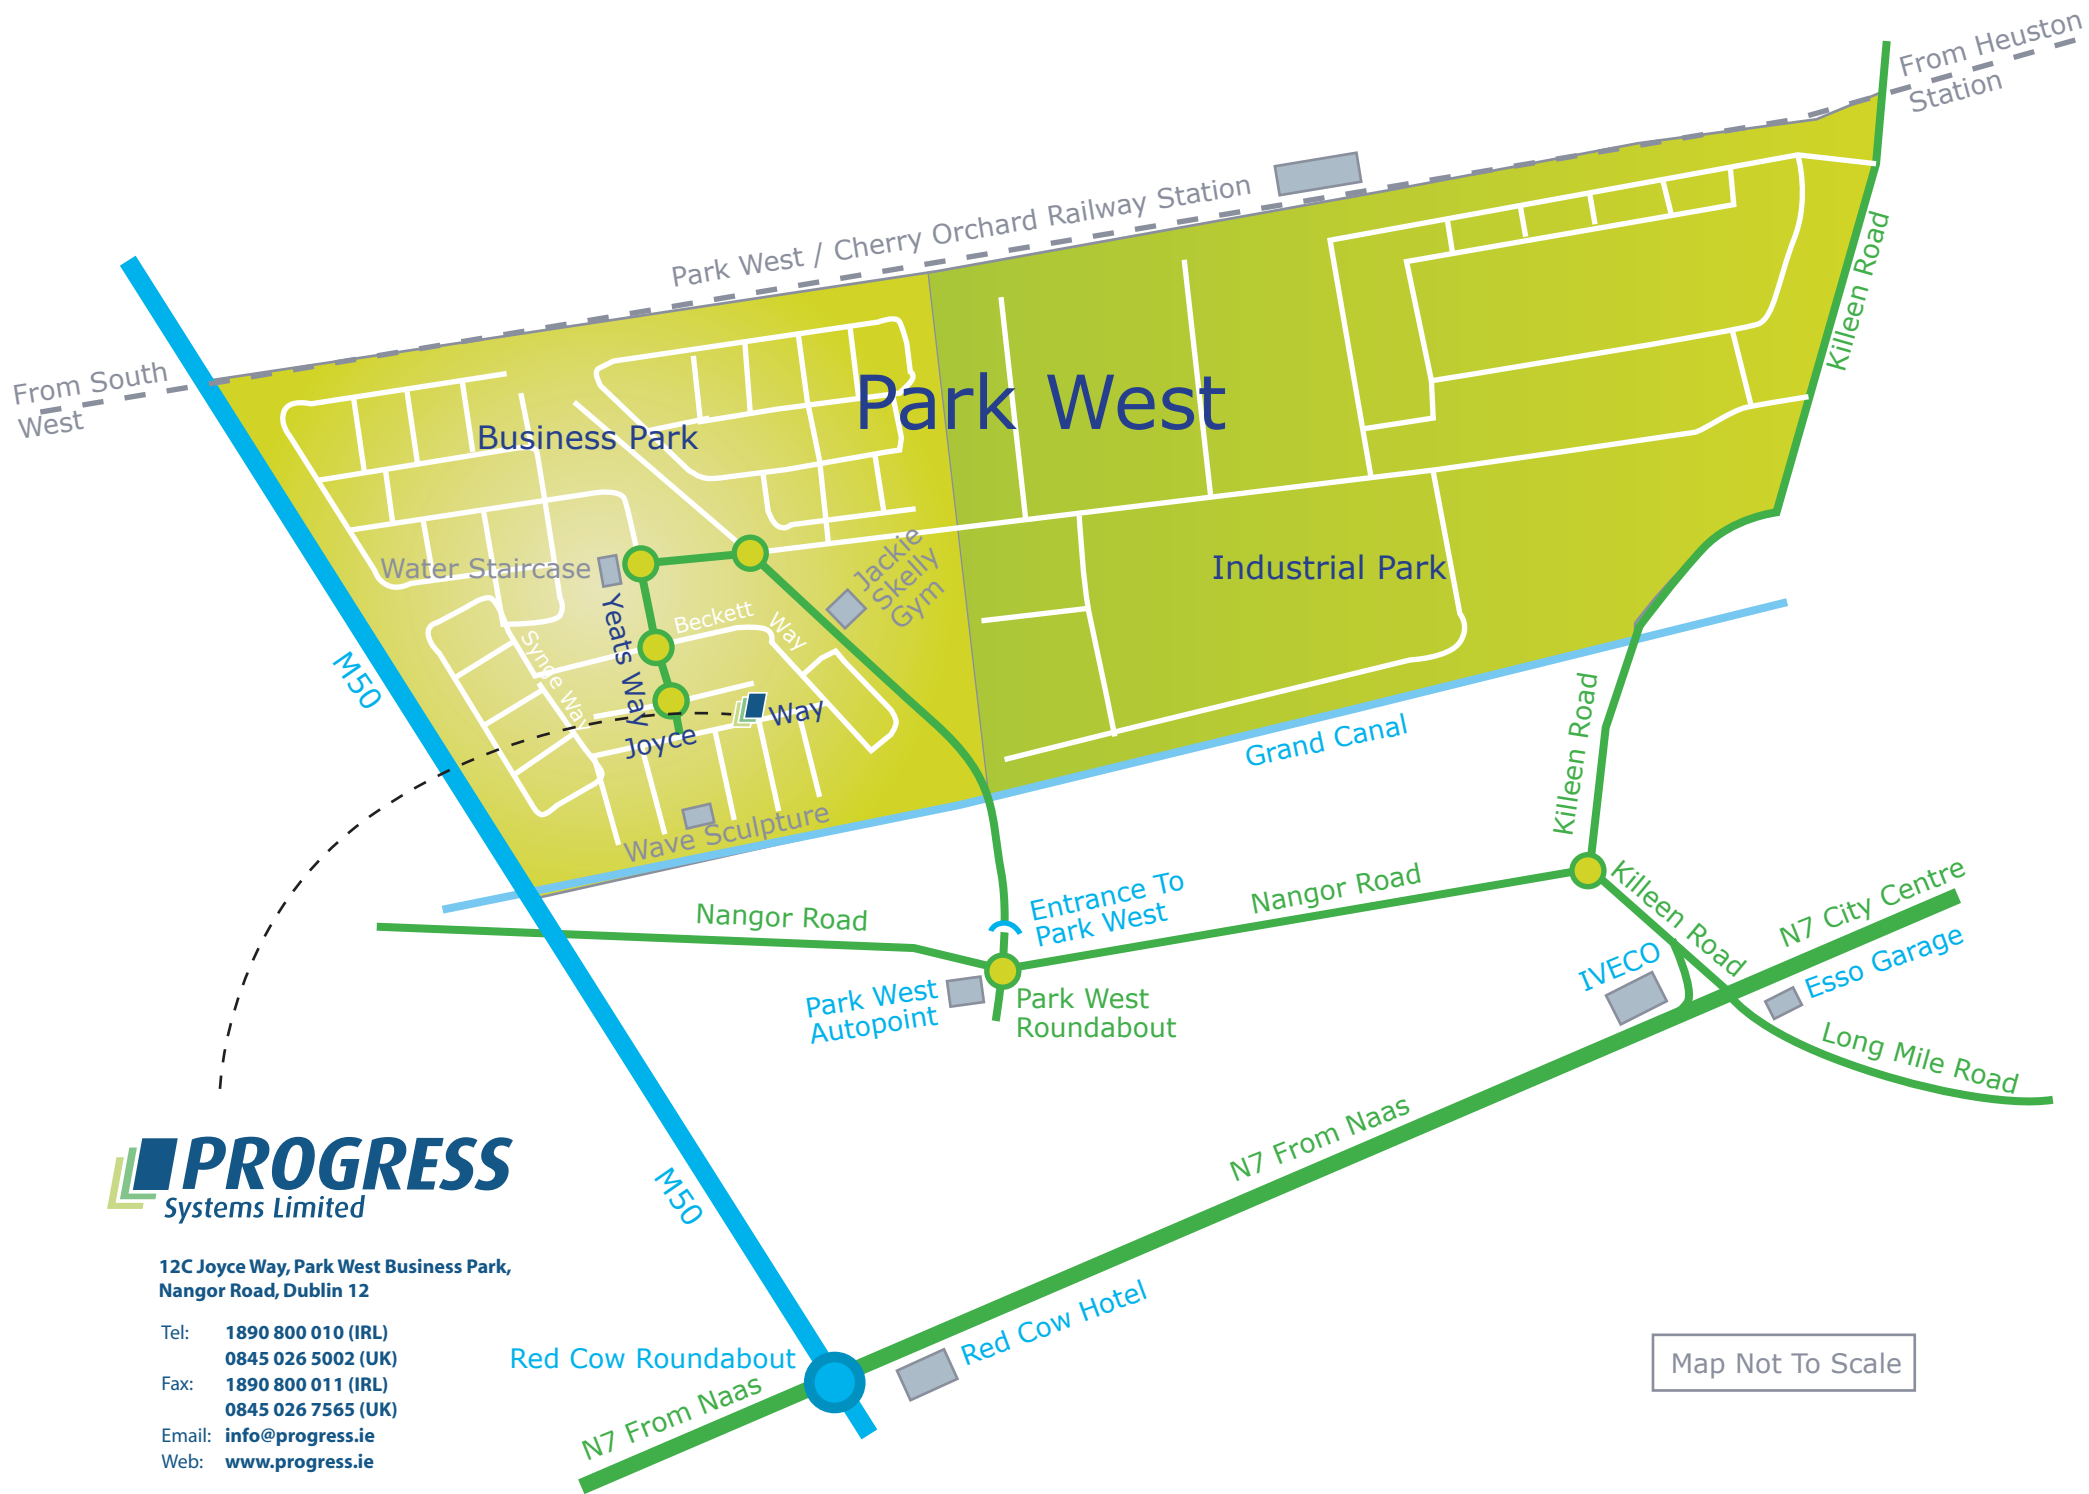 From Heuston
Station
Park West / Cherry Orchard Railway Station
From South
West
Killeen Road
Park West
Business Park
Industrial Park
Water Staircase
Jackie
Skelly
Gym
Yeats Way
Beckett Way
Synge Way
Joyce Way
Wave Sculpture
M50
Grand Canal
Killeen Road
Nangor Road
Entrance To
Park West
Nangor Road
Killeen Road
N7 City Centre
IVECO
Esso Garage
Park West
Autopoint
Park West
Roundabout
Long Mile Road
N7 From Naas
M50
Red Cow Hotel
Red Cow Roundabout
N7 From Naas
Map Not To Scale
PROGRESS
Systems Limited
12C Joyce Way, Park West Business Park,
Nangor Road, Dublin 12
Tel: 1890 800 010 (IRL)
0845 026 5002 (UK)
Fax: 1890 800 011 (IRL)
0845 026 7565 (UK)
Email: info@progress.ie
Web: www.progress.ie